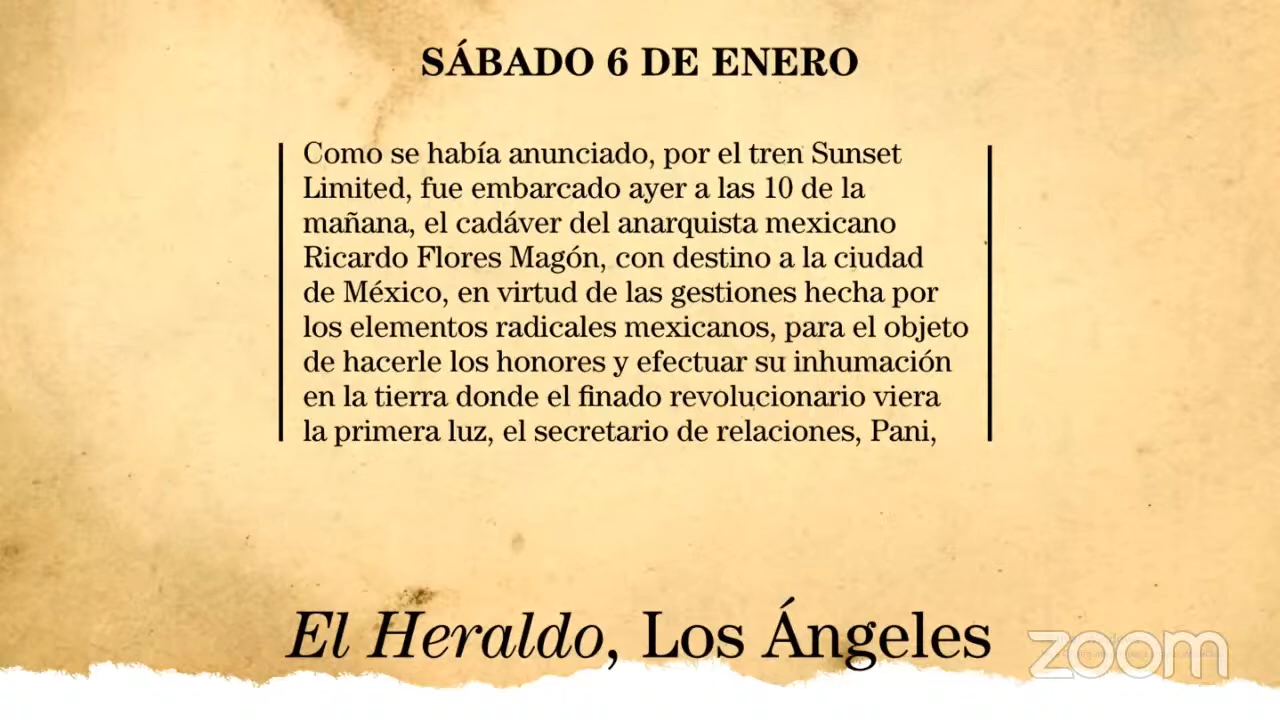 SÁBADO 6 DE ENERO
Como se había anunciado, por el tren Sunset
Limited, fue embarcado ayer a las 10 de la
mañana, el cadáver del anarquista mexicano
Ricardo Flores Magón, con destino a la ciudad
de México, en virtud de las gestiones hecha por
los elementos radicales mexicanos, para el objeto
de hacerle los honores y efectuar su inhumación
en la tierra donde el finado revolucionario viera
la primera luz, el secretario de relaciones, Pani,
El Heraldo, Los Ángeles
zoom